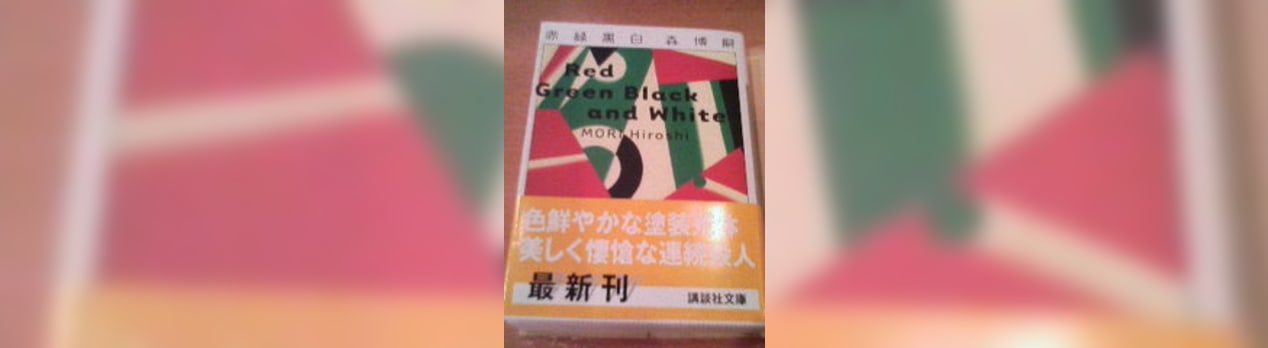 赤緑黒白 森博嗣
Red
Green Black
and White
MORI Hiroshi
色鮮やかな塗装死体
美しく悽愴な連続殺人
最新刊
講談社文庫